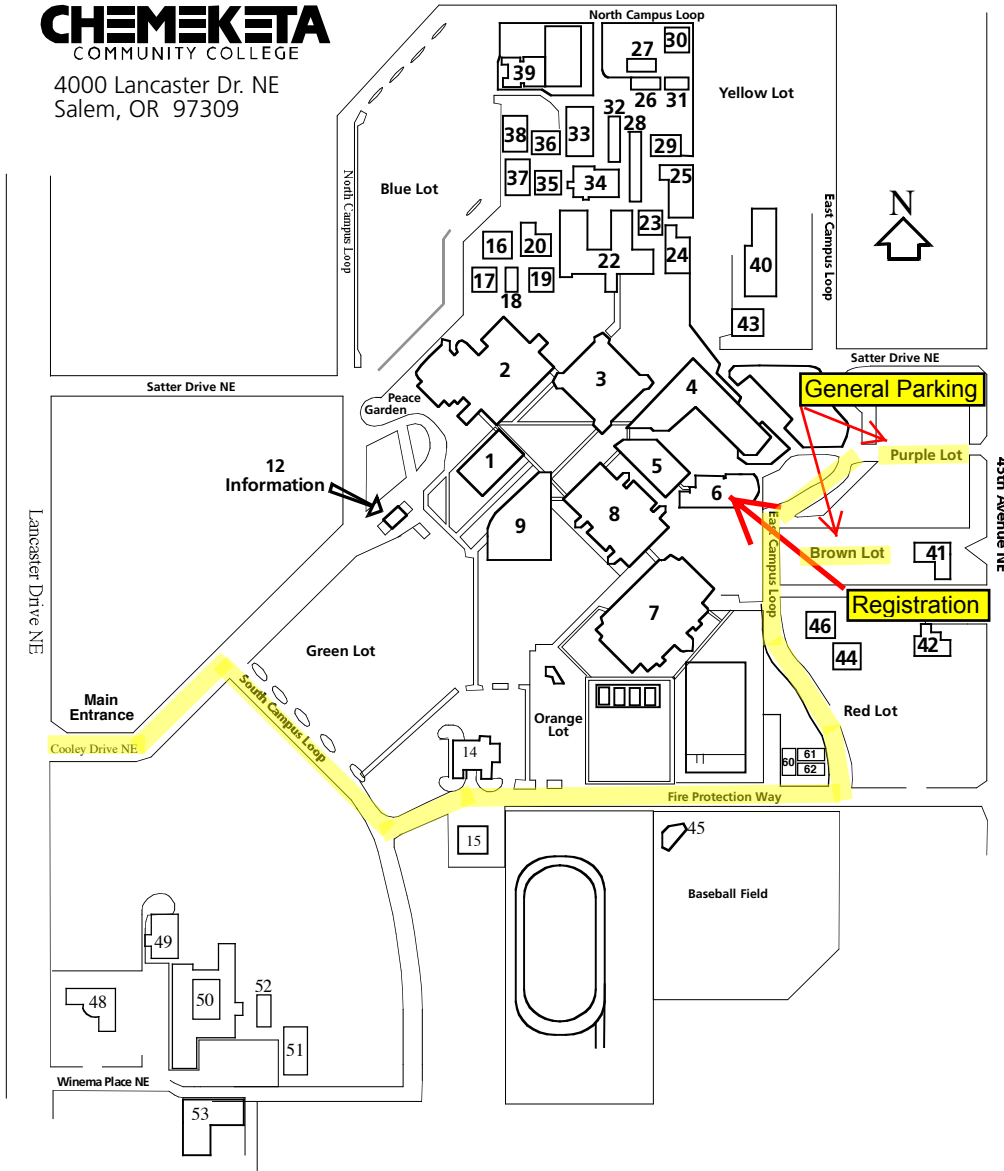 CHEMEKETA
COMMUNITY COLLEGE
4000 Lancaster Dr. NE
Salem, OR 97309
North Campus Loop
30
27
39
26
31
Yellow Lot
32
28
38
36
33
29
37
35
34
25
Blue Lot
North Campus Loop
East Campus Loop
N
23
16
20
22
24
40
17
18
19
43
2
3
4
Satter Drive NE
Satter Drive NE
Peace
Garden
General Parking
Purple Lot
12
Information
1
5
6
9
8
Lancaster Drive NE
East Campus Loop
45th Avenue NE
Brown Lot
41
Registration
7
46
44
42
Green Lot
South Campus Loop
Main
Entrance
Cooley Drive NE
Orange
Lot
Red Lot
14
60
61
62
Fire Protection Way
15
45
Baseball Field
49
48
50
52
51
Winema Place NE
53